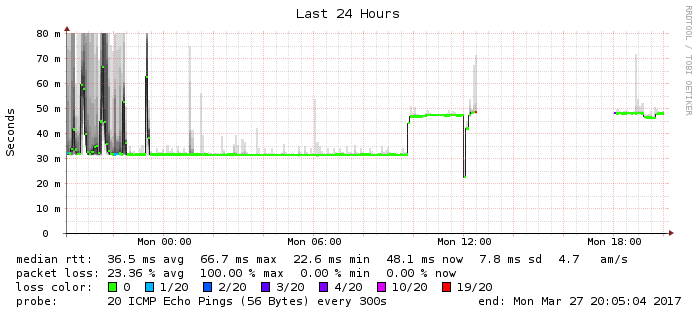 Last 24 Hours
RRDTOOL / TOBI OETIKER
Seconds
80 m
70 m
60 m
50 m
40 m
30 m
20 m
10 m
0
Mon 00:00 Mon 06:00 Mon 12:00 Mon 18:00
median rtt: 36.5 ms avg 66.7 ms max 22.6 ms min 48.1 ms now 7.8 ms sd 4.7 am/s
packet loss: 23.36 % avg 100.00 % max 0.00 % min 0.00 % now
loss color: 0 1/20 2/20 3/20 4/20 10/20 19/20
probe: 20 ICMP Echo Pings (56 Bytes) every 300s end: Mon Mar 27 20:05:04 2017